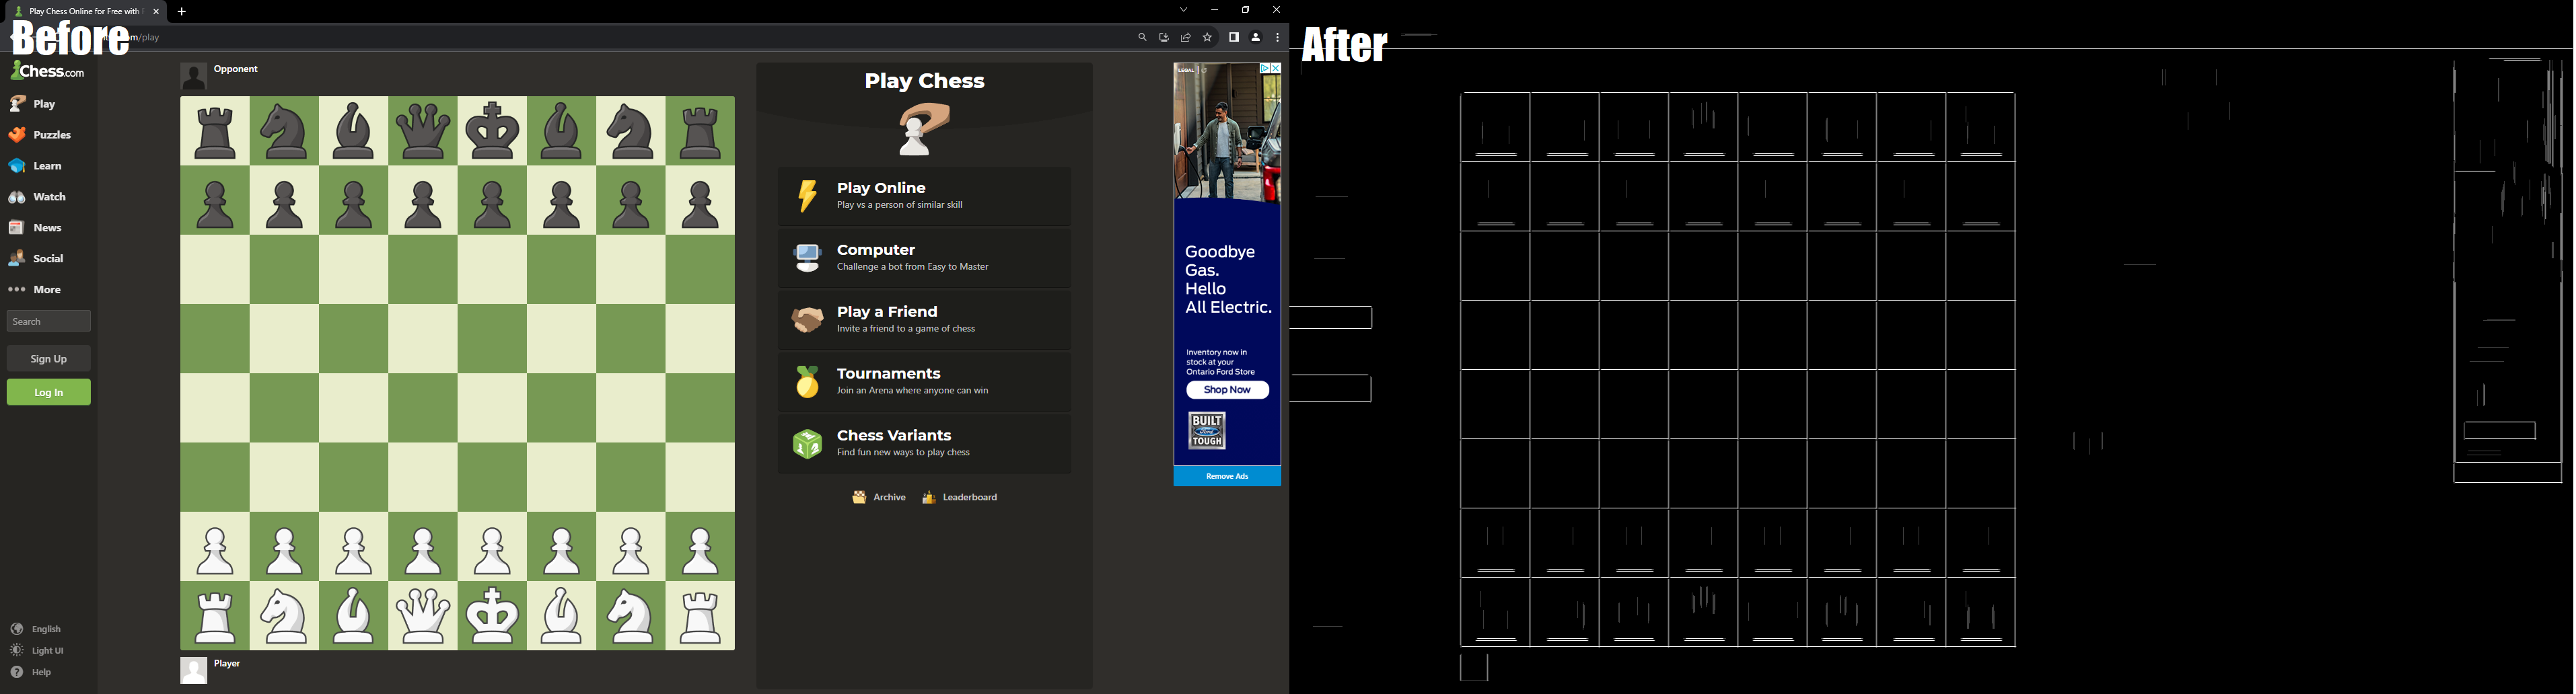 Play Chess Online for Free with
Before
om/play
After
Chess.com
Opponent
Play Chess
LEGAL
Play
Puzzles
Learn
Watch
News
Social
More
Search
Sign Up
Log In
Play Online
Play vs a person of similar skill
Computer
Challenge a bot from Easy to Master
Play a Friend
Invite a friend to a game of chess
Tournaments
Join an Arena where anyone can win
Chess Variants
Find fun new ways to play chess
Archive
Leaderboard
Goodbye
Gas.
Hello
All Electric.
Inventory now in
stock at your
Ontario Ford Store
Shop Now
BUILT
Ford
TOUGH
Remove Ads
English
Light UI
Help
Player